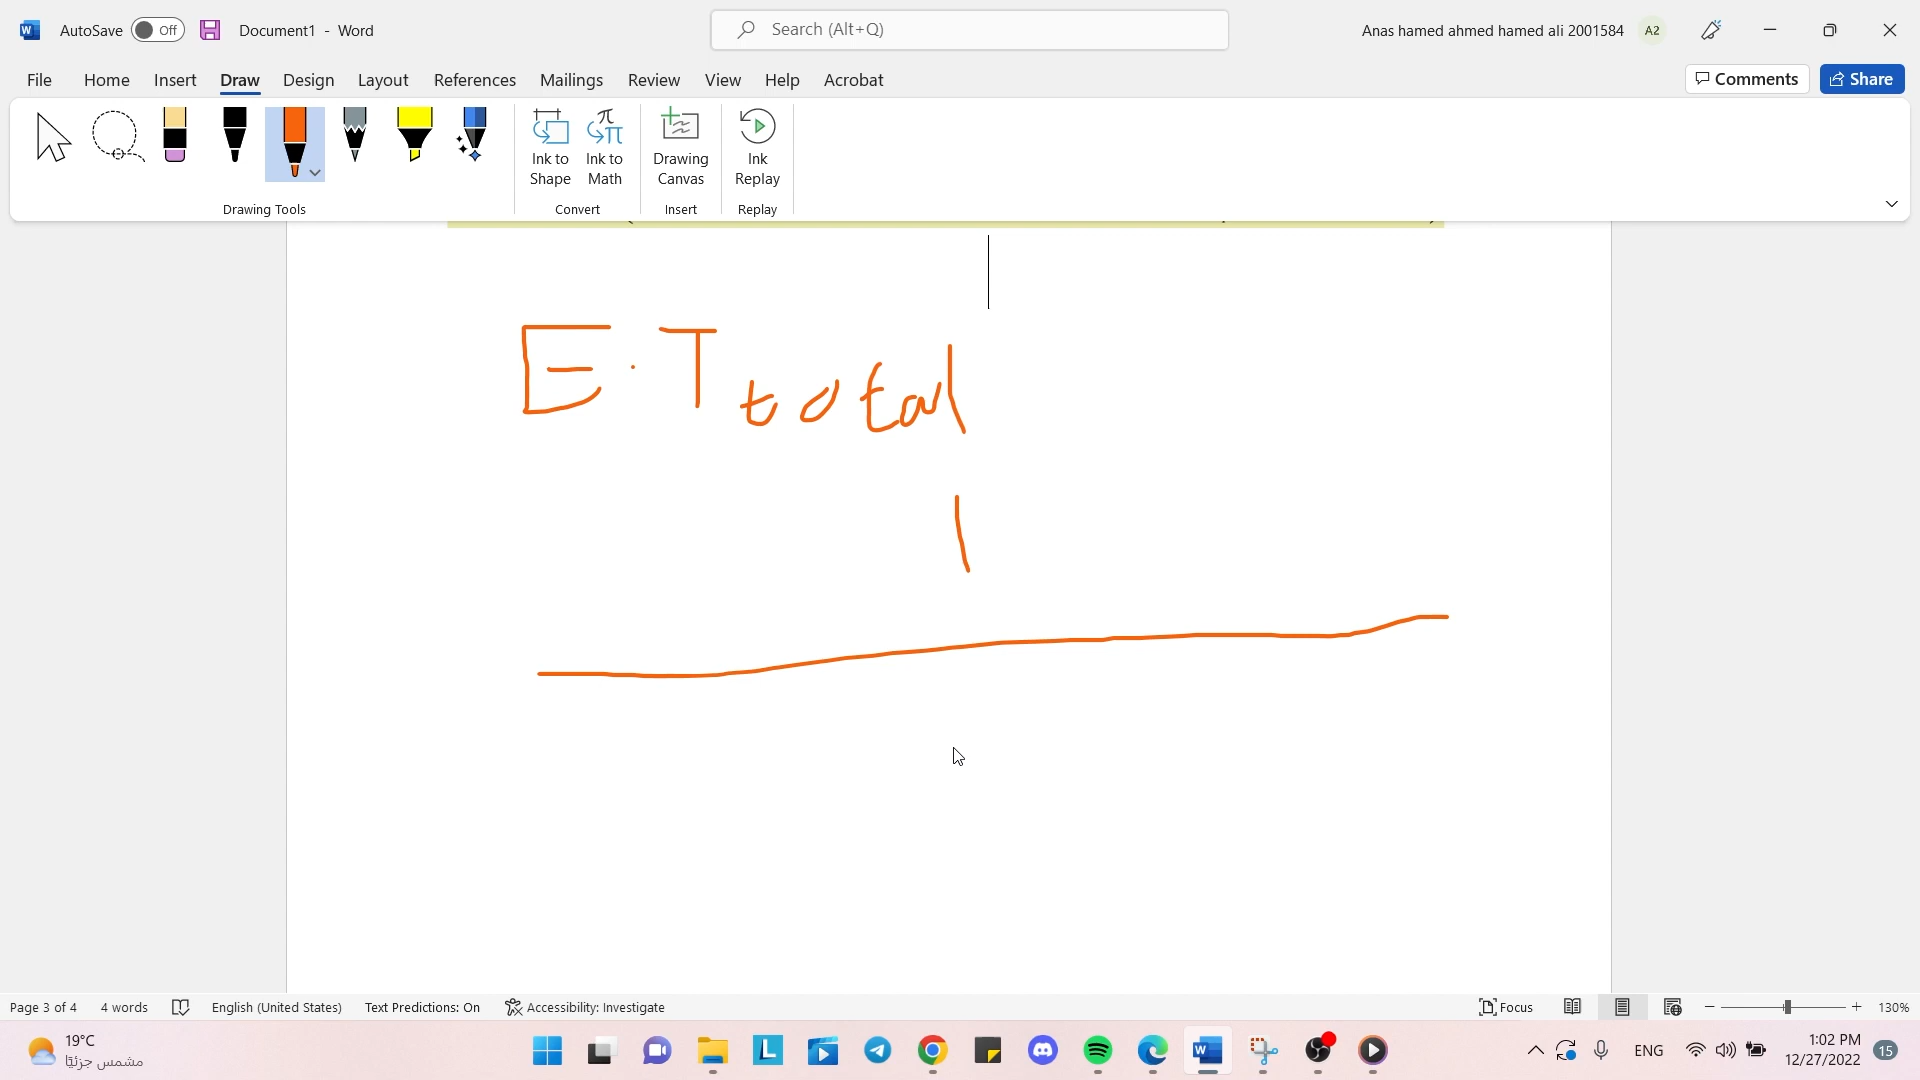 AutoSave Off Document1 - Word Search (Alt+Q) Anas hamed ahmed hamed ali 2001584 A2
File Home Insert Draw Design Layout References Mailings Review View Help Acrobat Comments Share
Ink to Shape
Ink to Math
Drawing Canvas
Ink Replay
Drawing Tools Convert Insert Replay
E.T total
1
Page 3 of 4 4 words English (United States) Text Predictions: On Accessibility: Investigate Focus 130%
19°C
مشمس جزئيًا
ENG
1:02 PM
12/27/2022
15